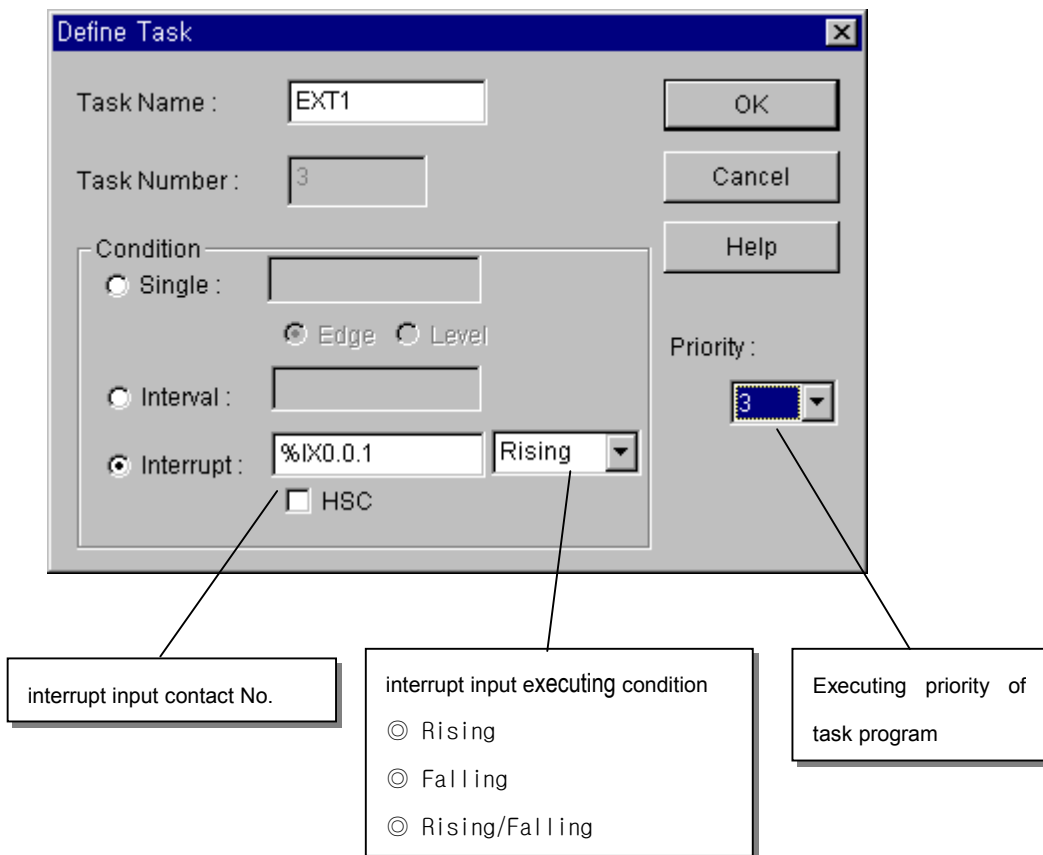 Define Task
Task Name : EXT1
OK
Task Number : 3
Cancel
Condition
Help
Single :
Edge Level
Priority :
Interval :
3
Interrupt : %IX0.0.1 Rising
HSC
interrupt input contact No.
interrupt input executing condition
◎ Rising
◎ Falling
◎ Rising/Falling
Executing priority of
task program